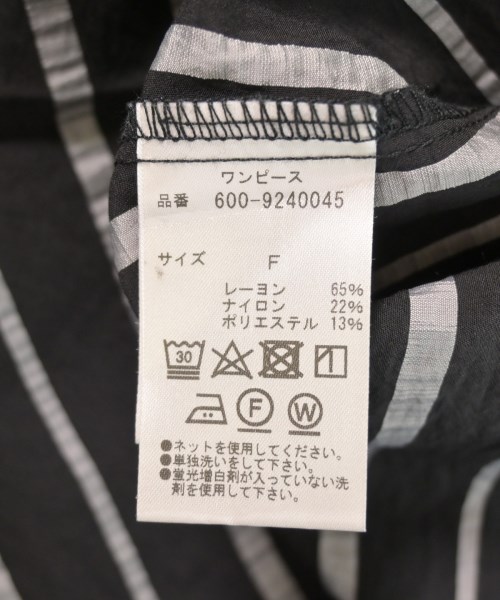 ワンピース
品番 600-9240045
サイズ F
レーヨン 65%
ナイロン 22%
ポリエステル 13%
30
F W
●ネットを使用してください。
●単独洗いをして下さい。
●蛍光増白剤が入っていない洗
剤を使用して下さい。